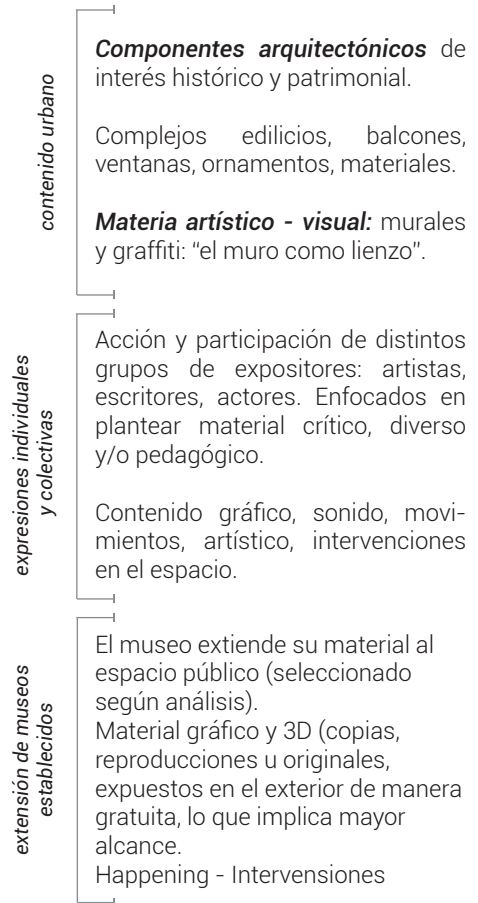 contenido urbano
Componentes arquitectónicos de
interés histórico y patrimonial.
Complejos edilicios, balcones,
ventanas, ornamentos, materiales.
Materia artístico - visual: murales
y graffiti: “el muro como lienzo”.
expresiones individuales
y colectivas
Acción y participación de distintos
grupos de expositores: artistas,
escritores, actores. Enfocados en
plantear material crítico, diverso
y/o pedagógico.
Contenido gráfico, sonido, movi-
mientos, artístico, intervenciones
en el espacio.
extensión de museos
establecidos
El museo extiende su material al
espacio público (seleccionado
según análisis).
Material gráfico y 3D (copias,
reproducciones u originales,
expuestos en el exterior de manera
gratuita, lo que implica mayor
alcance.
Happening - Intervensiones